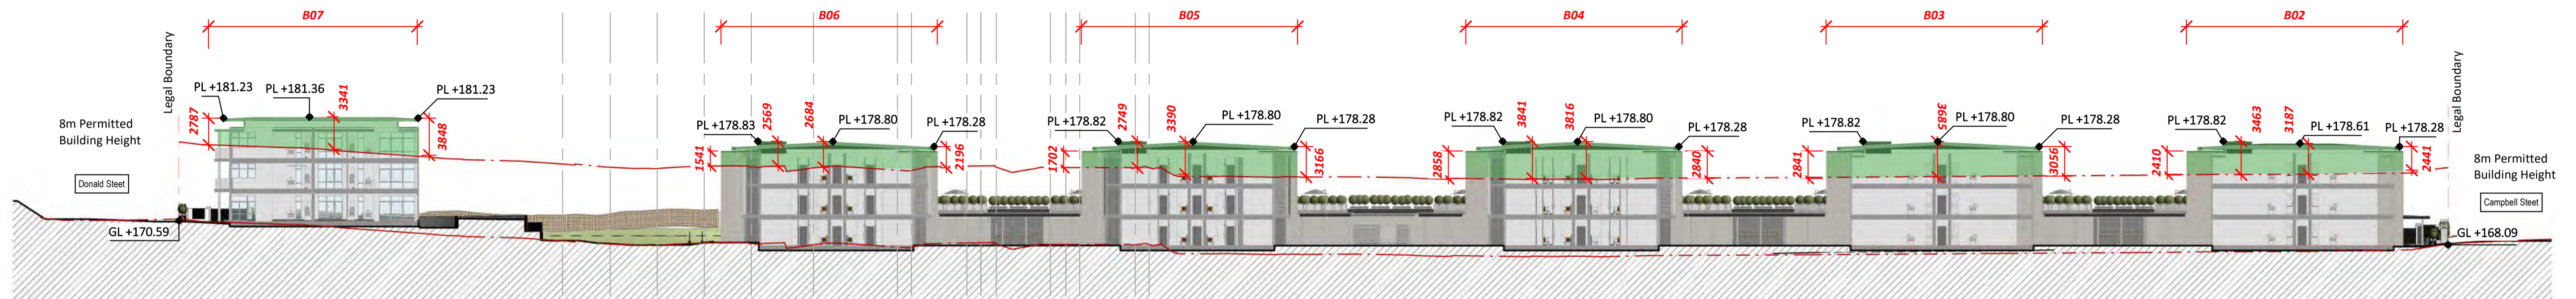 B07
B06
B05
B04
B03
B02
Legal Boundary
8m Permitted
Building Height
Donald Steet
GL +170.59
PL +181.23
PL +181.36
PL +181.23
2787
3341
3848
PL +178.83
PL +178.80
PL +178.28
1541
2569
2684
2196
PL +178.82
PL +178.80
PL +178.28
1702
2749
3390
3166
PL +178.82
PL +178.80
PL +178.28
2858
3841
3816
2840
PL +178.82
PL +178.80
PL +178.28
2841
3895
3056
PL +178.82
PL +178.61
PL +178.28
2410
3463
3187
2441
Legal Boundary
8m Permitted
Building Height
Campbell Steet
GL +168.09